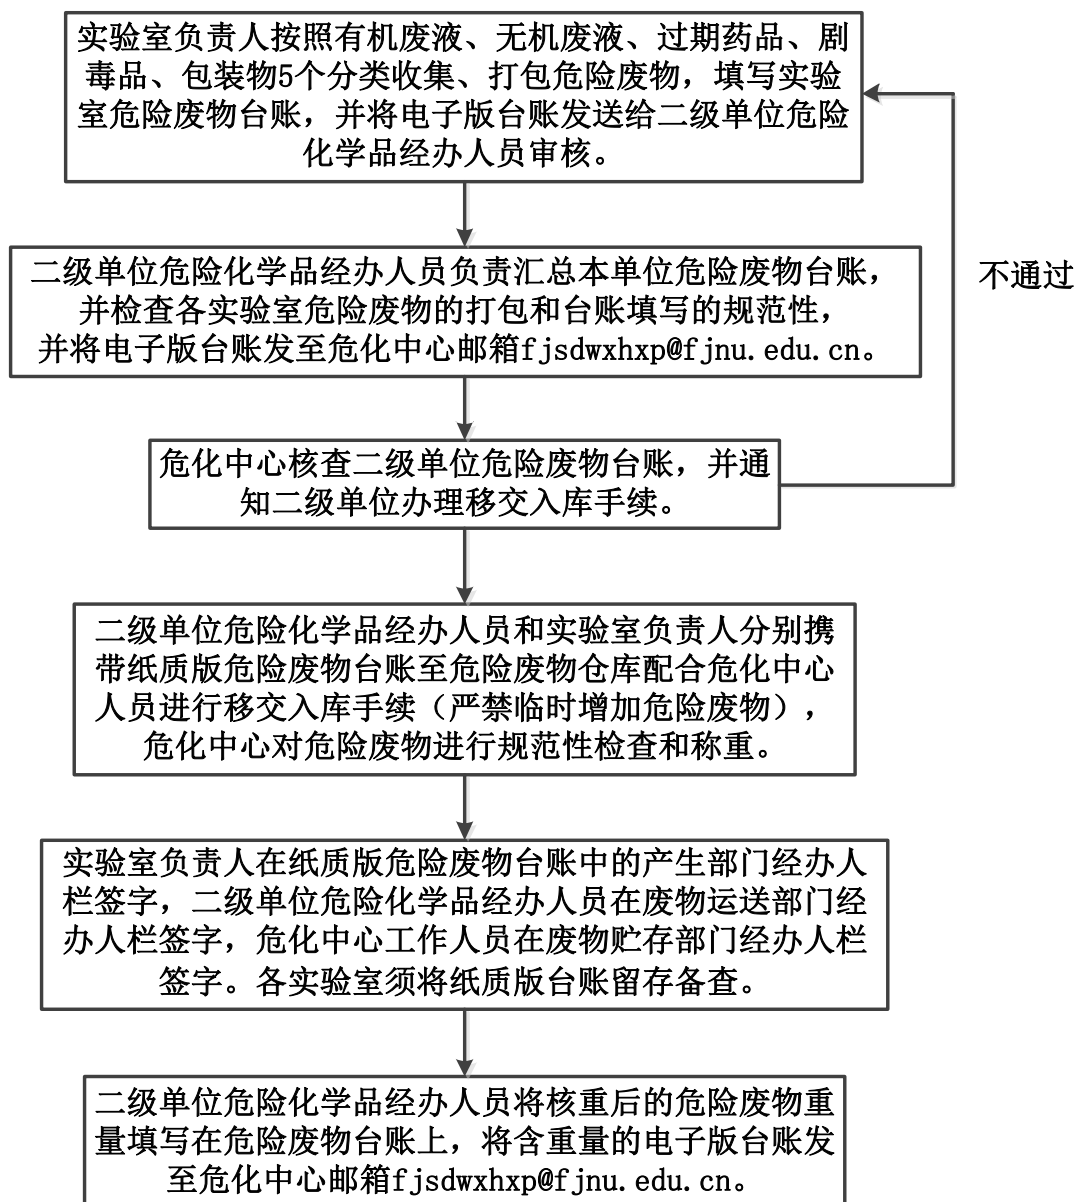 实验室负责人按照有机废液、无机废液、过期药品、剧
毒品、包装物5个分类收集、打包危险废物，填写实验
室危险废物台账，并将电子版台账发送给二级单位危险
化学品经办人员审核。
二级单位危险化学品经办人员负责汇总本单位危险废物台账，
并检查各实验室危险废物的打包和台账填写的规范性，
并将电子版台账发至危化中心邮箱fjsdwxhxp@fjnu.edu.cn。
不通过
危化中心核查二级单位危险废物台账，并通
知二级单位办理移交入库手续。
二级单位危险化学品经办人员和实验室负责人分别携
带纸质版危险废物台账至危险废物仓库配合危化中心
人员进行移交入库手续（严禁临时增加危险废物），
危化中心对危险废物进行规范性检查和称重。
实验室负责人在纸质版危险废物台账中的产生部门经办人
栏签字，二级单位危险化学品经办人员在废物运送部门经
办人栏签字，危化中心工作人员在废物贮存部门经办人栏
签字。各实验室须将纸质版台账留存备查。
二级单位危险化学品经办人员将核重后的危险废物重
量填写在危险废物台账上，将含重量的电子版台账发
至危化中心邮箱fjsdwxhxp@fjnu.edu.cn。